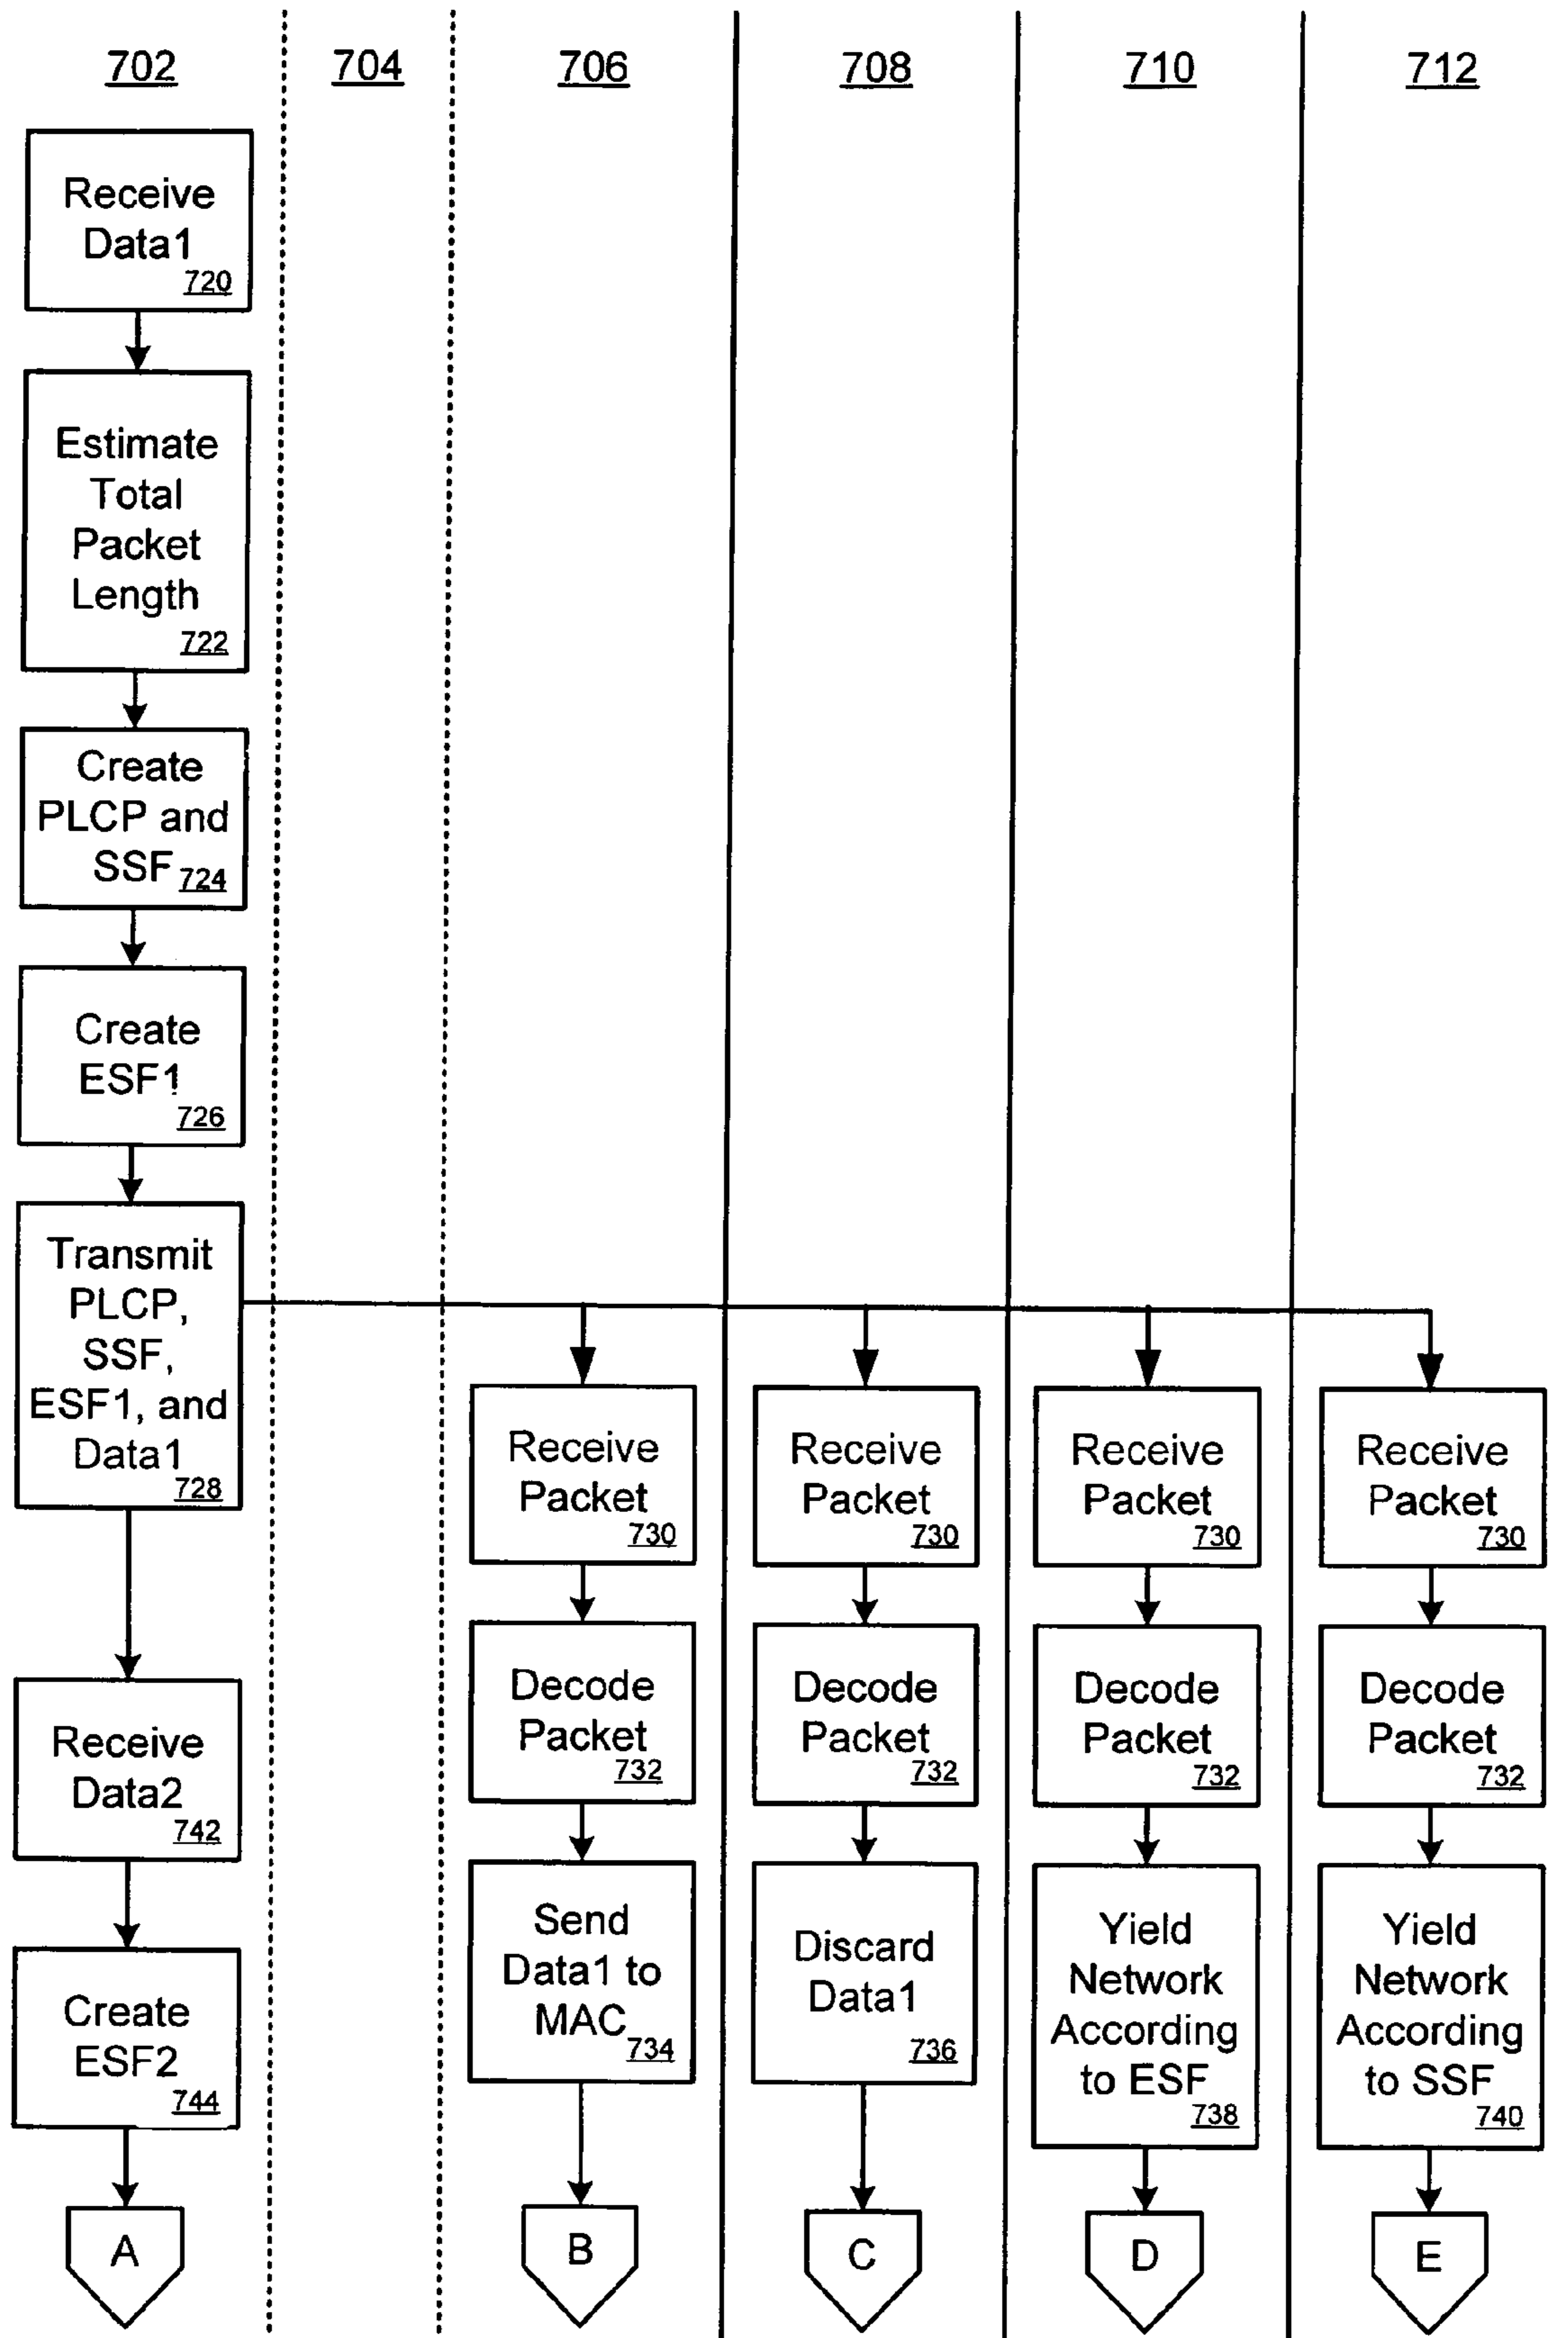 702 704 706 708 710 712
Receive
Data1
720
Estimate
Total
Packet
Length
722
Create
PLCP and
SSF 724
Create
ESF1
726
Transmit
PLCP,
SSF,
ESF1, and
Data1
728
Receive
Data2
742
Create
ESF2
744
A
Receive
Packet
730
Decode
Packet
732
Send
Data1 to
MAC 734
B
Receive
Packet
730
Decode
Packet
732
Discard
Data1
736
C
Receive
Packet
730
Decode
Packet
732
Yield
Network
According
to ESF
738
D
Receive
Packet
730
Decode
Packet
732
Yield
Network
According
to SSF
740
E